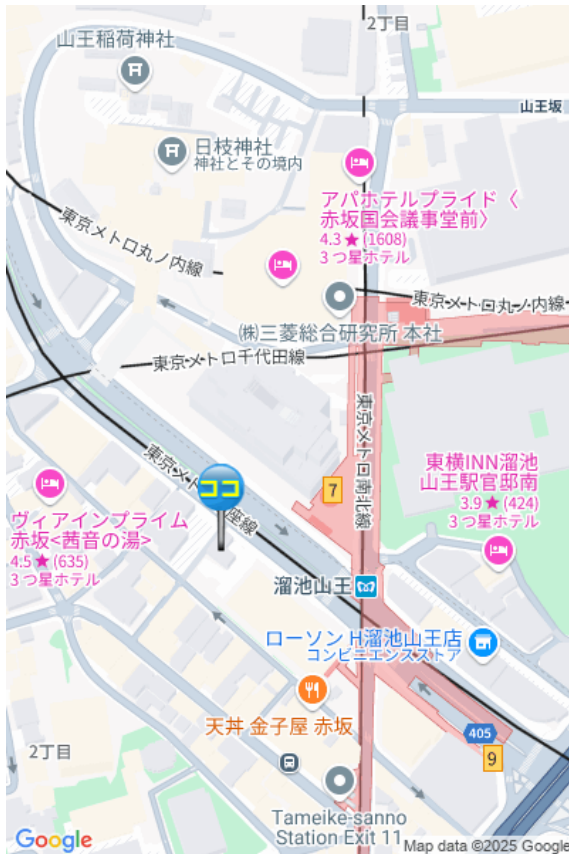 2丁目
山王稲荷神社
山王坂
日枝神社
神社とその境内
アパホテルプライド〈
赤坂国会議事堂前〉
4.3 ★ (1608)
3 つ星ホテル
東京メトロ丸ノ内線
東京メトロ丸ノ内線
㈱三菱総合研究所 本社
東京メトロ千代田線
東京メトロ南北線
東横INN溜池
山王駅官邸南
3.9 ★ (424)
3 つ星ホテル
東京メト
座線
ココ
7
ヴィアインプライム
赤坂<茜音の湯>
4.5 ★ (635)
3 つ星ホテル
溜池山王
ローソン H溜池山王店
コンビニエンスストア
天丼 金子屋 赤坂
405
9
2丁目
Tameike-sanno
Station Exit 11
Google
Map data ©2025 Google